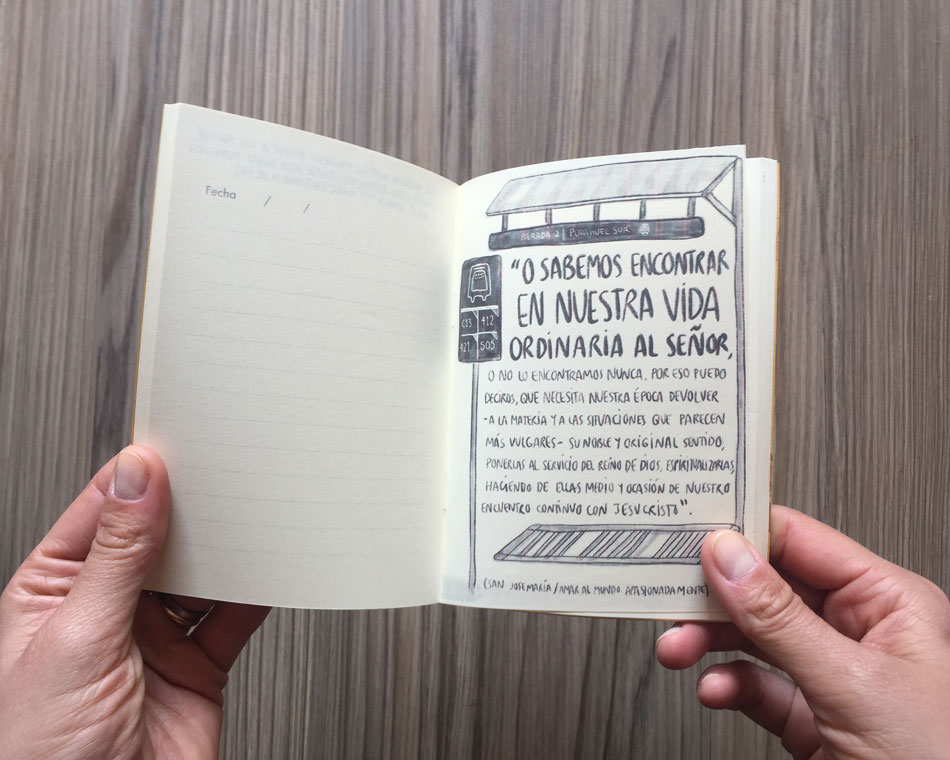 Fecha / /
PARADA 2 | PUDAHUEL SUR
C13 412
421 505
"O SABEMOS ENCONTRAR
EN NUESTRA VIDA
ORDINARIA AL SEÑOR,
O NO LO ENCONTRAMOS NUNCA. POR ESO PUEDO
DECIROS, QUE NECESITA NUESTRA ÉPOCA DEVOLVER
-A LA MATERIA Y A LAS SITUACIONES QUE PARECEN
MÁS VULGARES- SU NOBLE Y ORIGINAL SENTIDO,
PONERLAS AL SERVICIO DEL REINO DE DIOS, ESPIRITUALIZARLAS,
HACIENDO DE ELLAS MEDIO Y OCASIÓN DE NUESTRO
ENCUENTRO CONTINUO CON JESUCRISTO".
(SAN JOSEMARÍA / AMAR AL MUNDO APASIONADAMENTE)